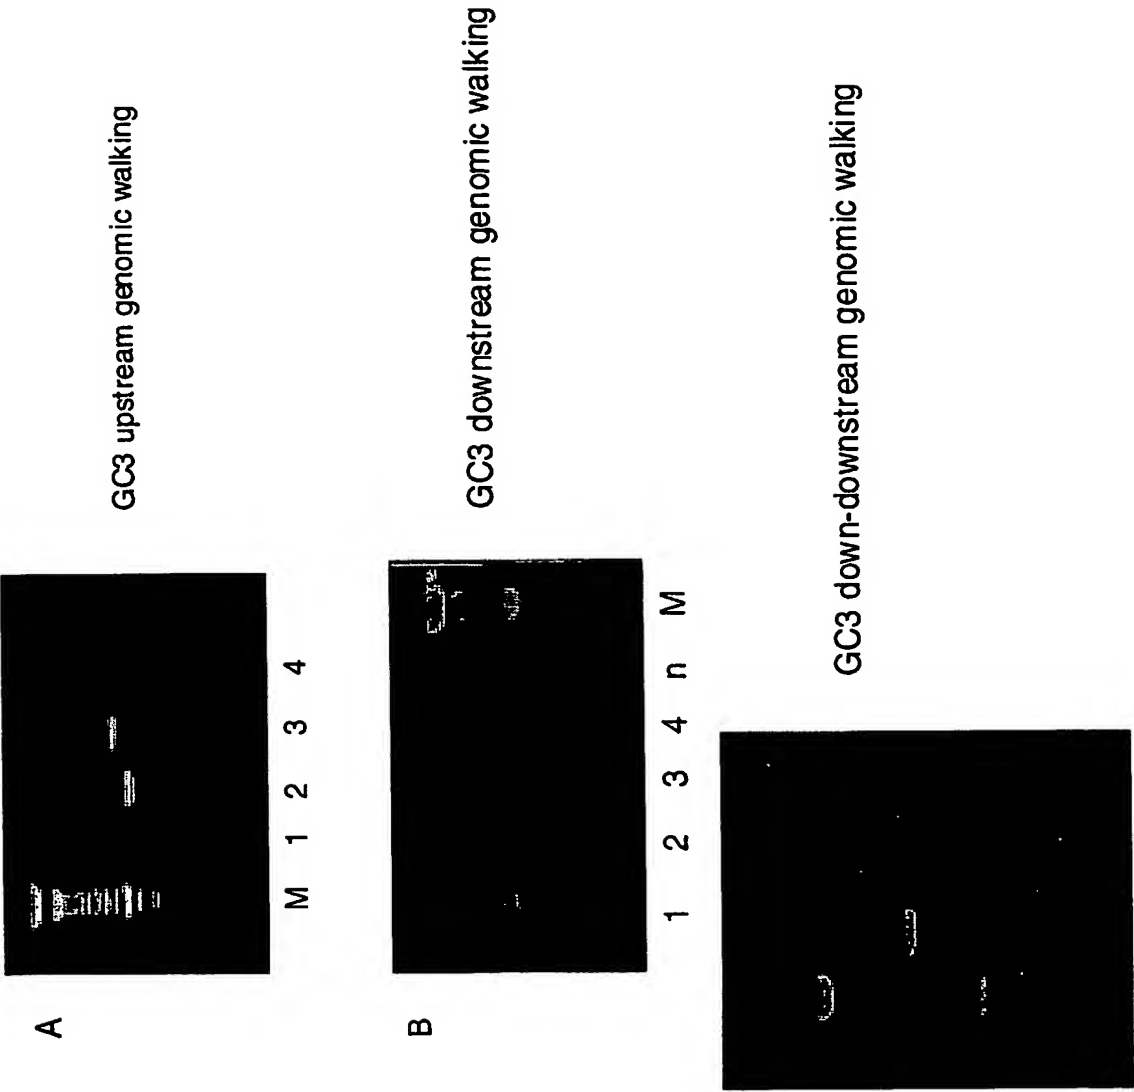 A
GC3 upstream genomic walking
M 1 2 3 4
B
GC3 downstream genomic walking
1 2 3 4 n M
GC3 down-downstream genomic walking